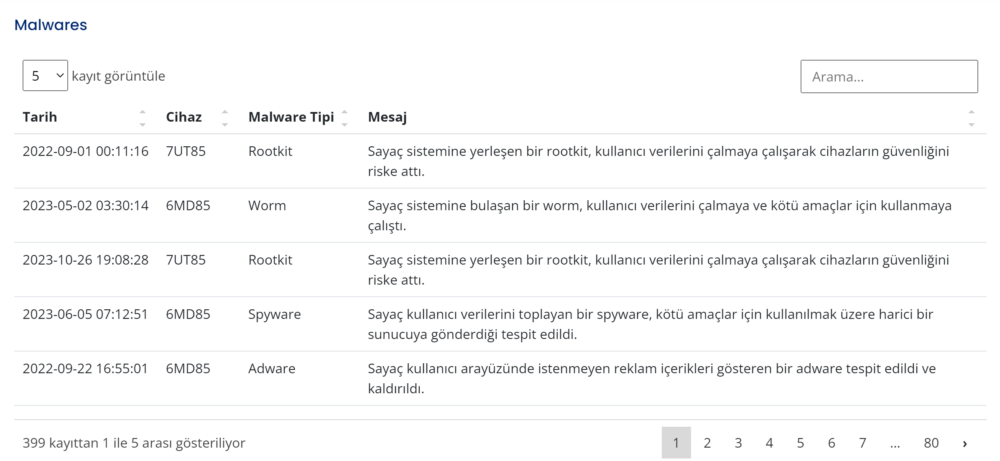 Malwares
5 kayıt görüntüle
Arama...
Tarih Cihaz Malware Tipi Mesaj
2022-09-01 00:11:16 7UT85 Rootkit Sayaç sistemine yerleşen bir rootkit, kullanıcı verilerini çalmaya çalışarak cihazların güvenliğini
riske attı.
2023-05-02 03:30:14 6MD85 Worm Sayaç sistemine bulaşan bir worm, kullanıcı verilerini çalmaya ve kötü amaçlar için kullanmaya
çalıştı.
2023-10-26 19:08:28 7UT85 Rootkit Sayaç sistemine yerleşen bir rootkit, kullanıcı verilerini çalmaya çalışarak cihazların güvenliğini
riske attı.
2023-06-05 07:12:51 6MD85 Spyware Sayaç kullanıcı verilerini toplayan bir spyware, kötü amaçlar için kullanılmak üzere harici bir
sunucuya gönderdiği tespit edildi.
2022-09-22 16:55:01 6MD85 Adware Sayaç kullanıcı arayüzünde istenmeyen reklam içerikleri gösteren bir adware tespit edildi ve
kaldırıldı.
399 kayıttan 1 ile 5 arası gösteriliyor
1 2 3 4 5 6 7 ... 80 ›